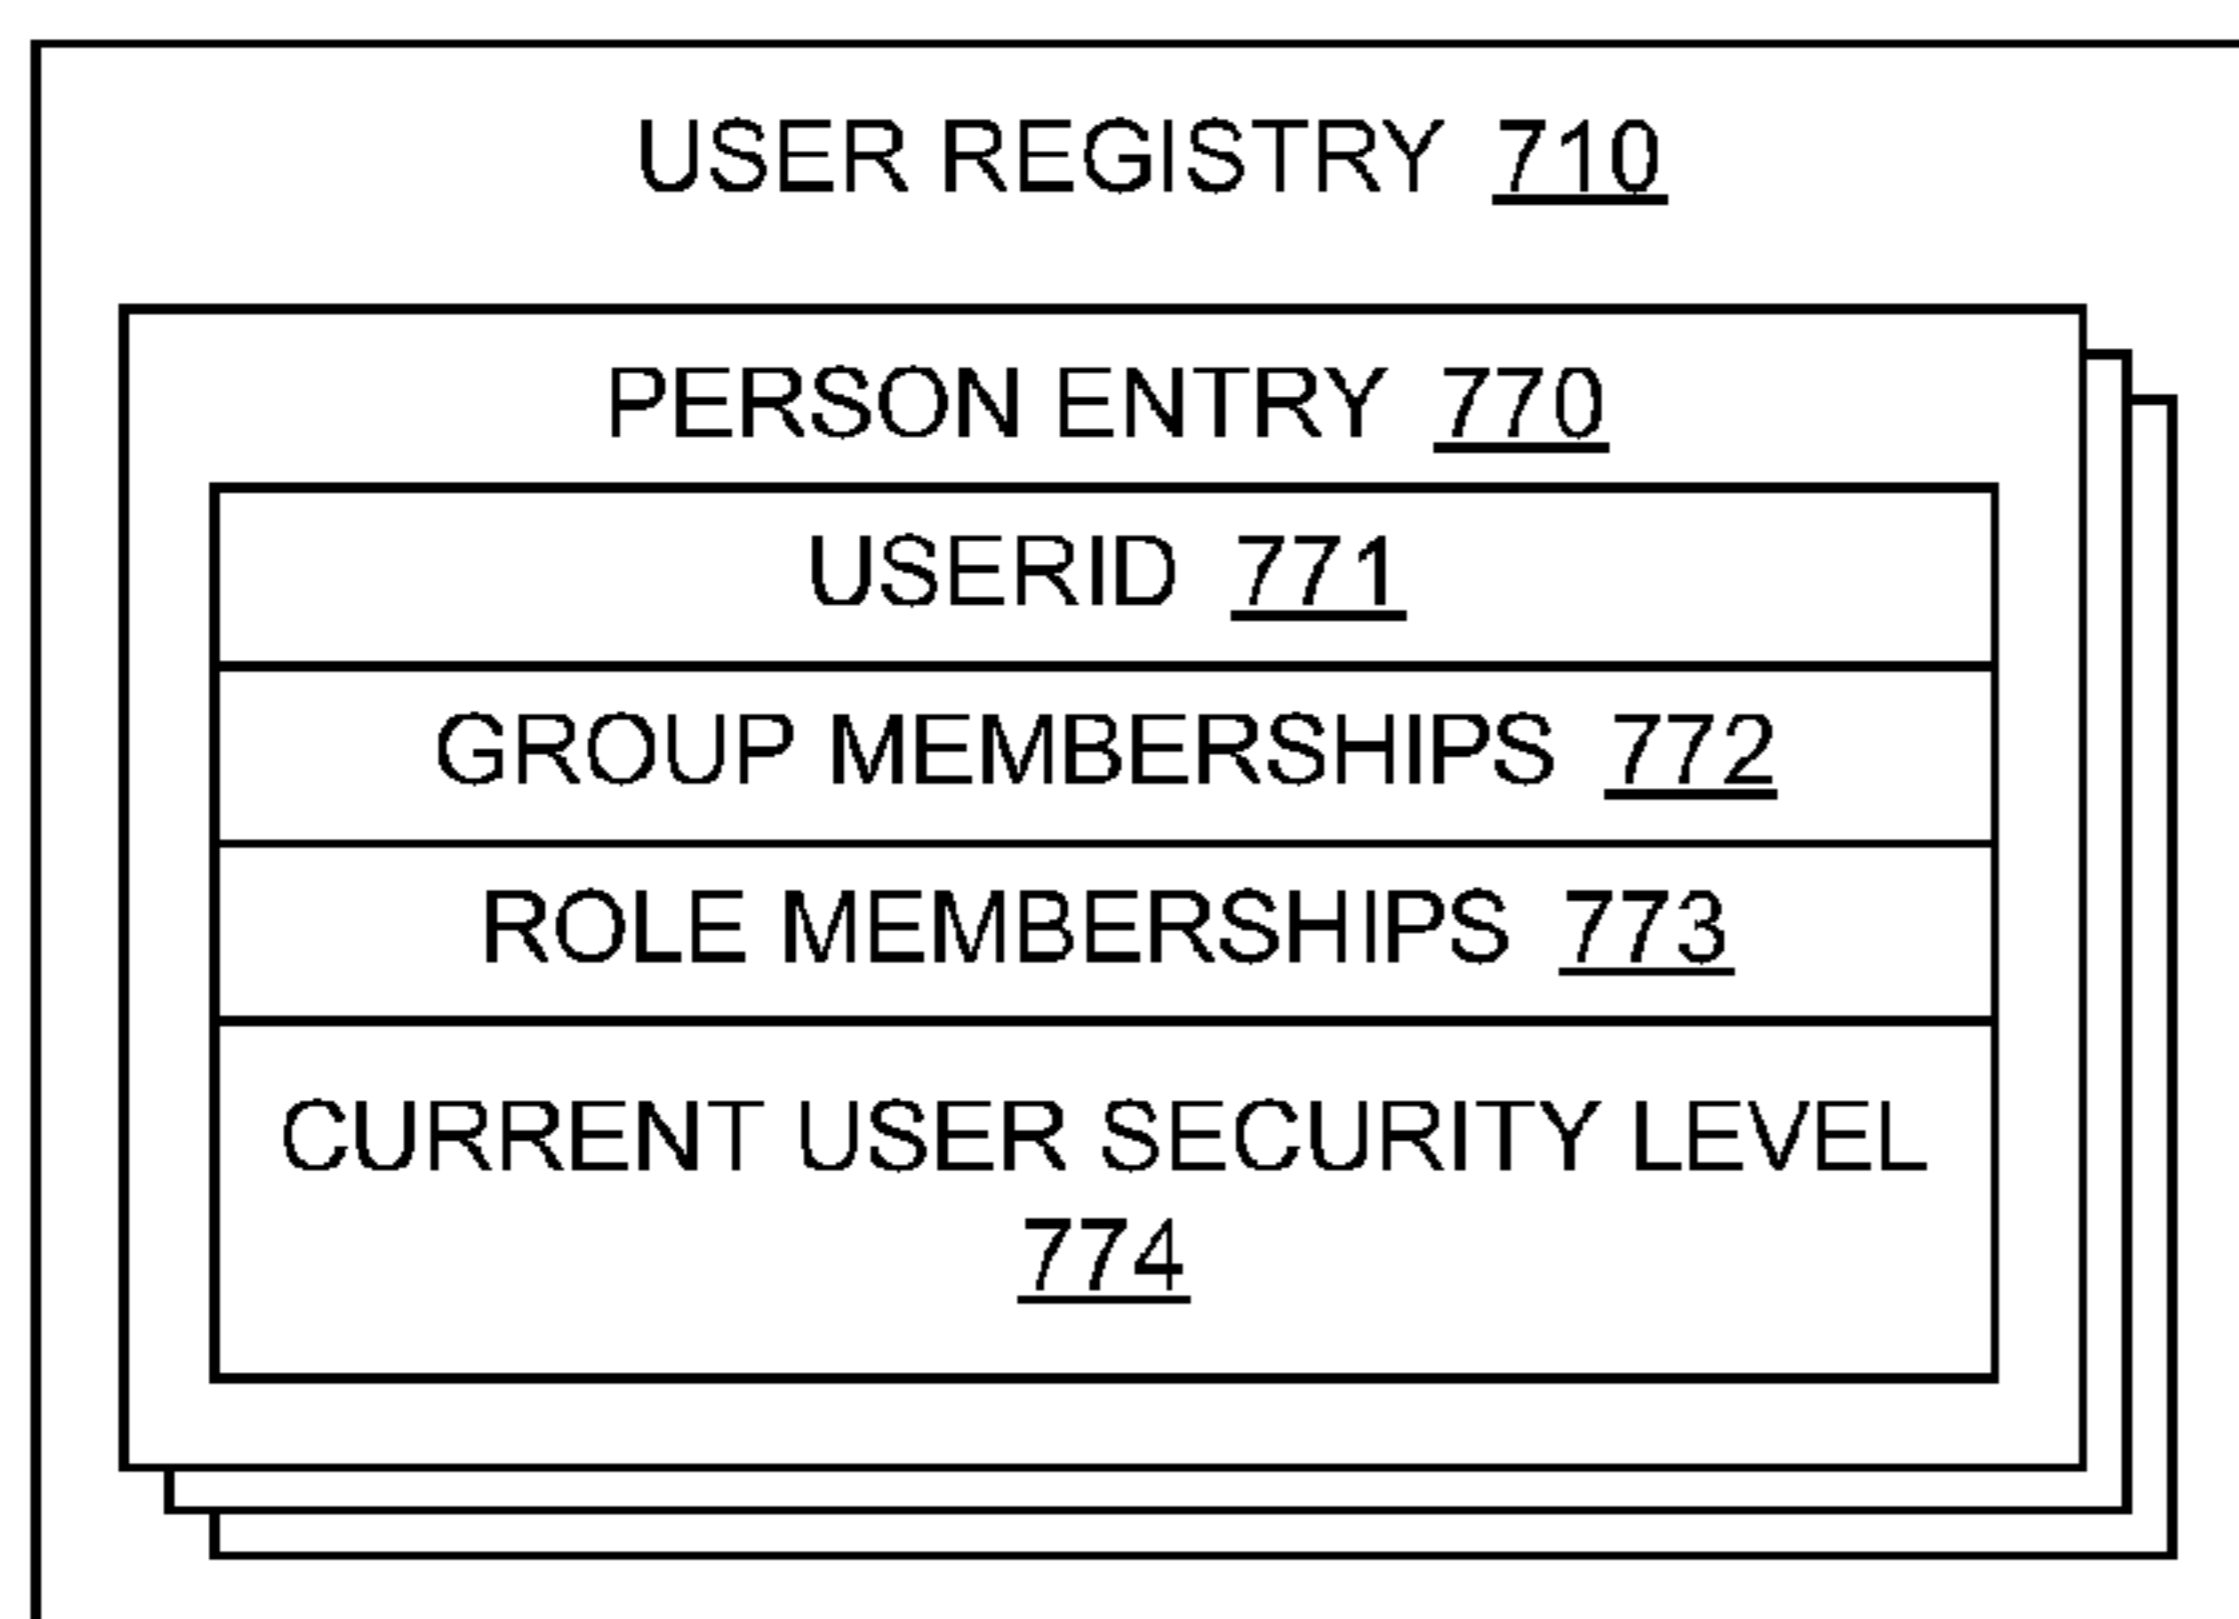 USER REGISTRY 710
PERSON ENTRY 770
USERID 771
GROUP MEMBERSHIPS 772
ROLE MEMBERSHIPS 773
CURRENT USER SECURITY LEVEL
774